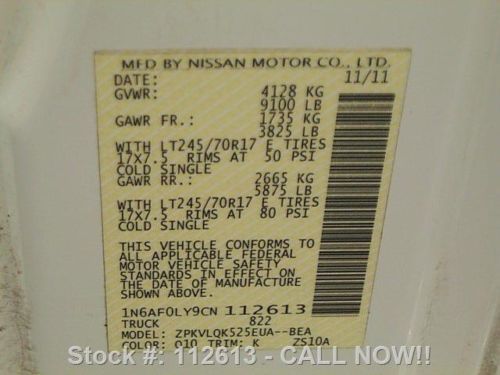 MFD BY NISSAN MOTOR CO., LTD.
DATE: 11/11
GVWR: 4128 KG
9100 LB
GAWR FR.: 1735 KG
3825 LB
WITH LT245/70R17 E TIRES
17X7.5 RIMS AT 50 PSI
COLD SINGLE
GAWR RR.: 2665 KG
5875 LB
WITH LT245/70R17 E TIRES
17X7.5 RIMS AT 80 PSI
COLD SINGLE
THIS VEHICLE CONFORMS TO
ALL APPLICABLE FEDERAL
MOTOR VEHICLE SAFETY
STANDARDS IN EFFECT ON
THE DATE OF MANUFACTURE
SHOWN ABOVE.
1N6AF0LY9CN 112613
TRUCK 822
MODEL: ZPKVLQK525EUA--BEA
COLOR: Q10 TRIM: K ZS10A
Stock #: 112613 - CALL NOW!!